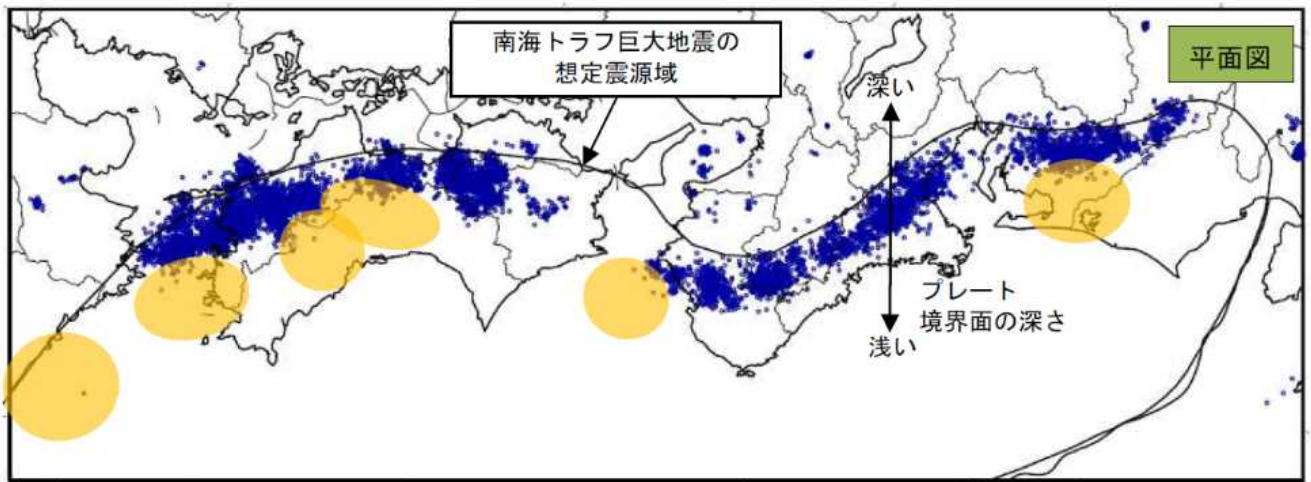 南海トラフ巨大地震の
想定震源域
平面図
深い
プレート
境界面の深さ
浅い